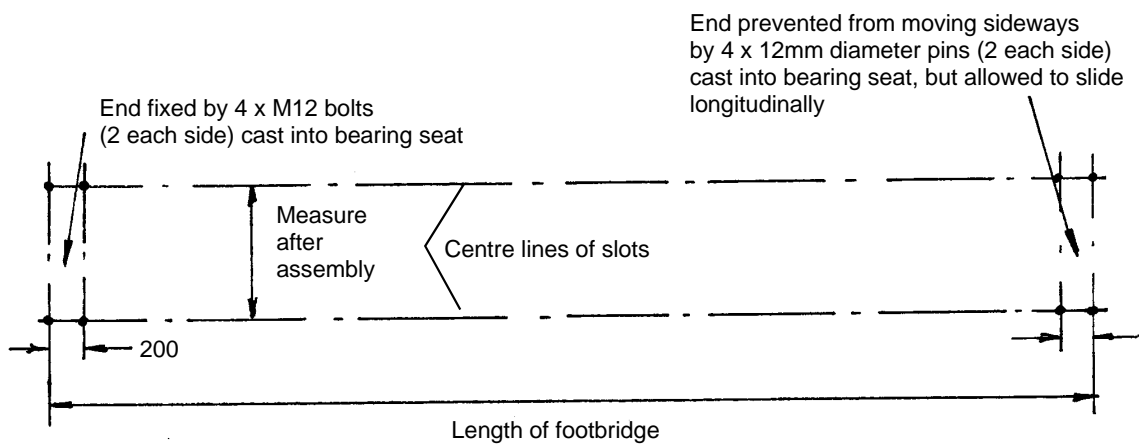 End prevented from moving sideways
by 4 x 12mm diameter pins (2 each side)
cast into bearing seat, but allowed to slide
longitudinally
End fixed by 4 x M12 bolts
(2 each side) cast into bearing seat
Measure
after
assembly
Centre lines of slots
200
Length of footbridge